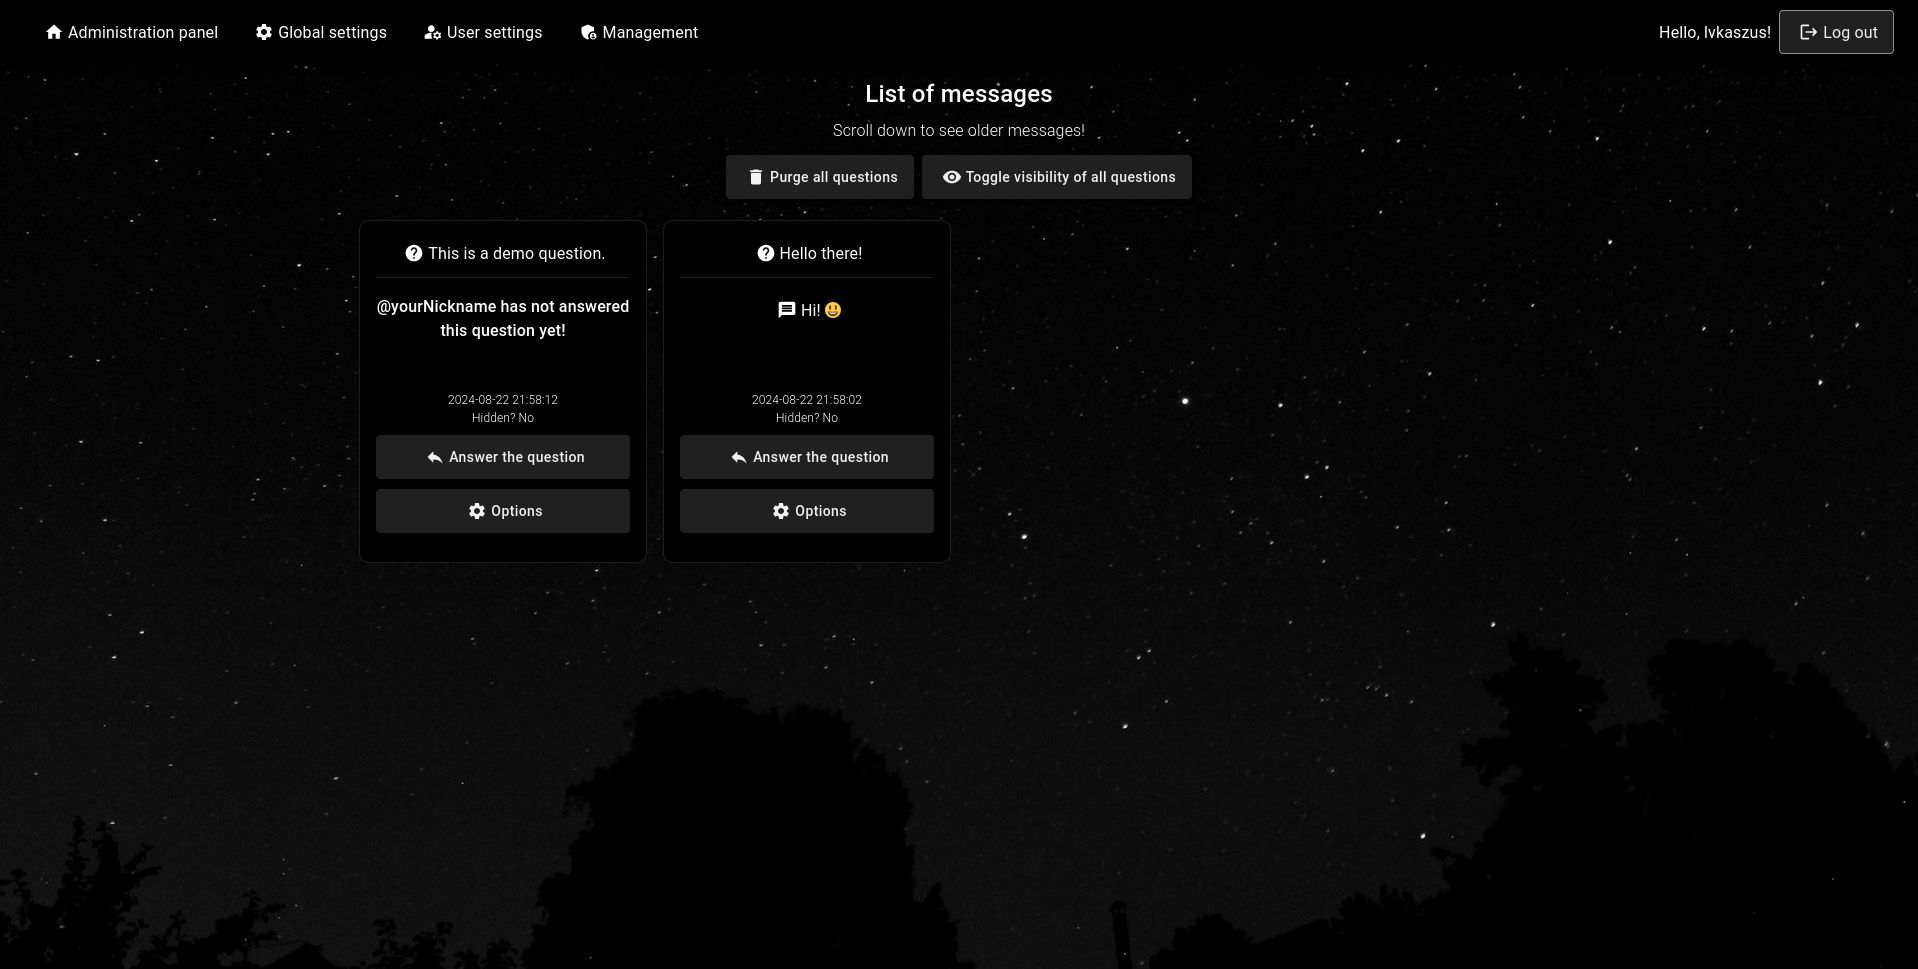 Administration panel
Global settings
User settings
Management
Hello, lvkaszus!
Log out
List of messages
Scroll down to see older messages!
Purge all questions
Toggle visibility of all questions
This is a demo question.
@yourNickname has not answered
this question yet!
2024-08-22 21:58:12
Hidden? No
Answer the question
Options
Hello there!
Hi! 😃
2024-08-22 21:58:02
Hidden? No
Answer the question
Options